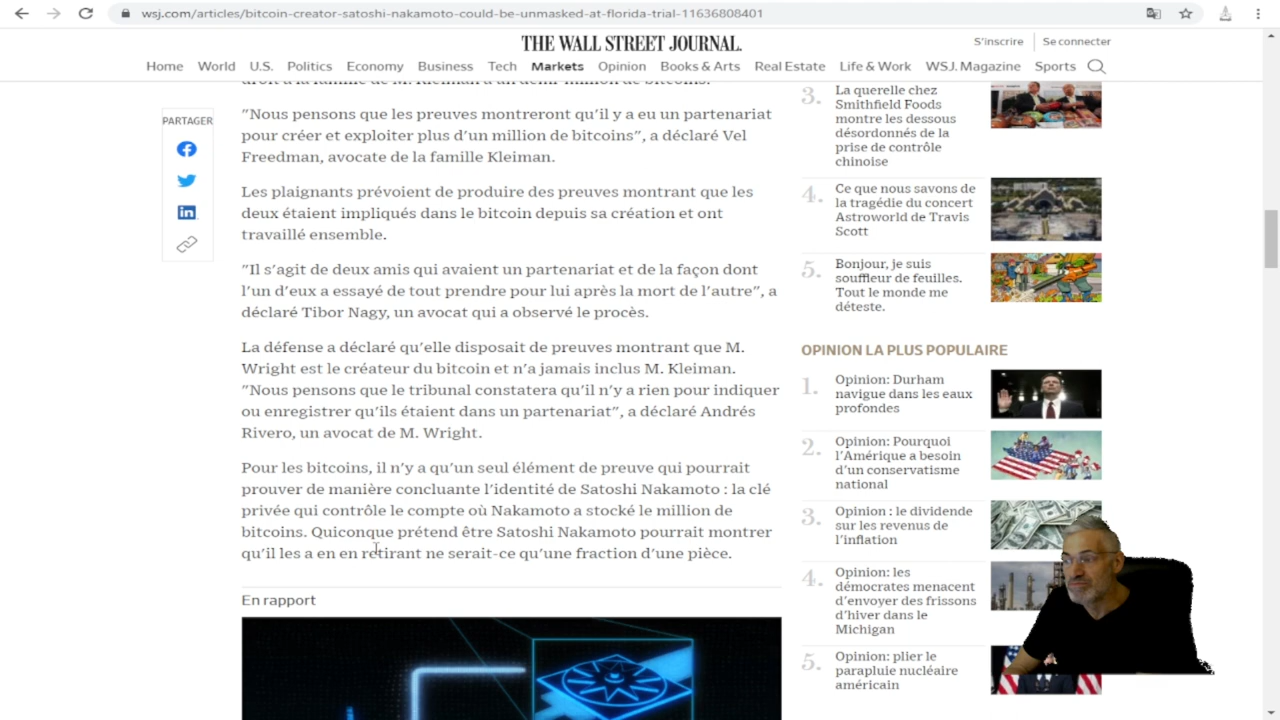 wsj.com/articles/bitcoin-creator-satoshi-nakamoto-could-be-unmasked-at-florida-trial-11636808401
THE WALL STREET JOURNAL.
S'inscrire
Se connecter
Home World U.S. Politics Economy Business Tech Markets Opinion Books & Arts Real Estate Life & Work WSJ. Magazine Sports
PARTAGER
"Nous pensons que les preuves montreront qu'il y a eu un partenariat
pour créer et exploiter plus d'un million de bitcoins", a déclaré Vel
Freedman, avocate de la famille Kleiman.
Les plaignants prévoient de produire des preuves montrant que les
deux étaient impliqués dans le bitcoin depuis sa création et ont
travaillé ensemble.
"Il s'agit de deux amis qui avaient un partenariat et de la façon dont
l'un d'eux a essayé de tout prendre pour lui après la mort de l'autre", a
déclaré Tibor Nagy, un avocat qui a observé le procès.
La défense a déclaré qu'elle disposait de preuves montrant que M.
Wright est le créateur du bitcoin et n'a jamais inclus M. Kleiman.
"Nous pensons que le tribunal constatera qu'il n'y a rien pour indiquer
ou enregistrer qu'ils étaient dans un partenariat", a déclaré Andrés
Rivero, un avocat de M. Wright.
Pour les bitcoins, il n'y a qu'un seul élément de preuve qui pourrait
prouver de manière concluante l'identité de Satoshi Nakamoto : la clé
privée qui contrôle le compte où Nakamoto a stocké le million de
bitcoins. Quiconque prétend être Satoshi Nakamoto pourrait montrer
qu'il les a en en retirant ne serait-ce qu'une fraction d'une pièce.
En rapport
3. La querelle chez
Smithfield Foods
montre les dessous
désordonnés de la
prise de contrôle
chinoise
4. Ce que nous savons de
la tragédie du concert
Astroworld de Travis
Scott
5. Bonjour, je suis
souffleur de feuilles.
Tout le monde me
déteste.
OPINION LA PLUS POPULAIRE
1. Opinion: Durham
navigue dans les eaux
profondes
2. Opinion: Pourquoi
l'Amérique a besoin
d'un conservatisme
national
3. Opinion : le dividende
sur les revenus de
l'inflation
4. Opinion: les
démocrates menacent
d'envoyer des frissons
d'hiver dans le
Michigan
5. Opinion: plier le
parapluie nucléaire
américain